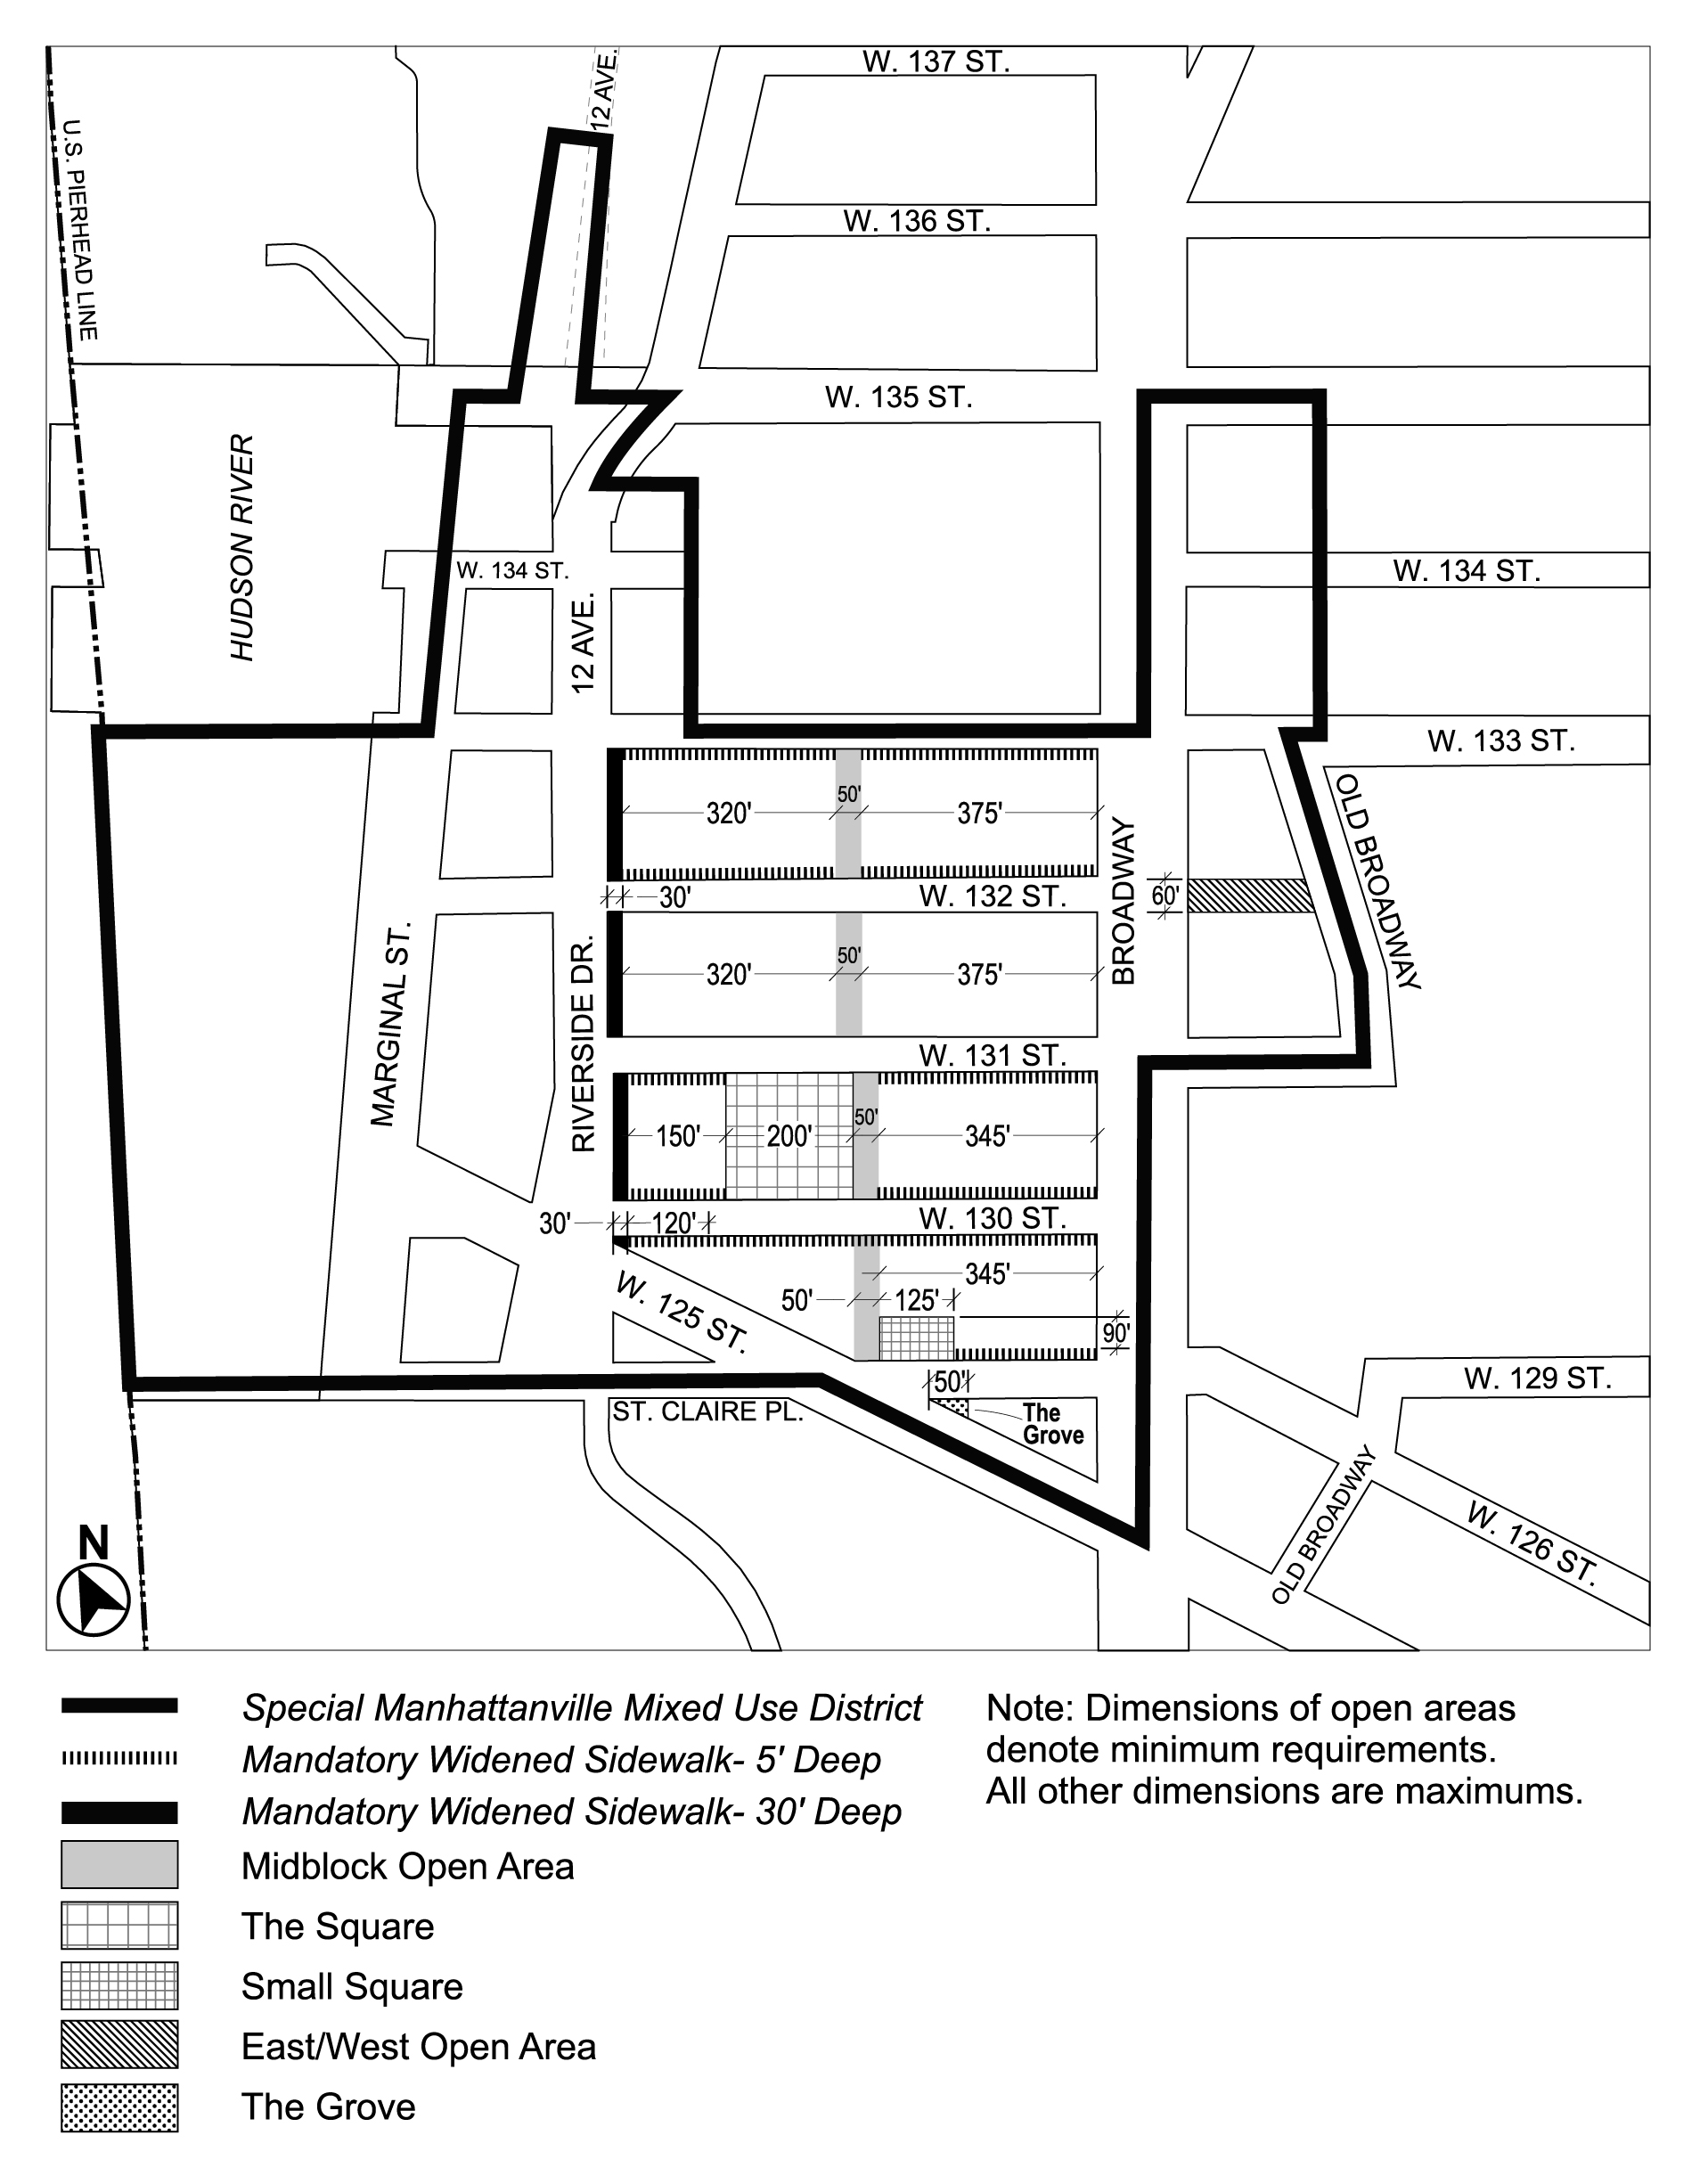 W. 137 ST.
12 AVE.
U.S. PIERHEAD LINE
W. 136 ST.
W. 135 ST.
HUDSON RIVER
W. 134 ST.
W. 134 ST.
12 AVE.
W. 133 ST.
OLD BROADWAY
50'
320'
375'
BROADWAY
30'
W. 132 ST.
60'
MARGINAL ST.
RIVERSIDE DR.
50'
320'
375'
W. 131 ST.
50'
150'
200'
345'
30'
120'
W. 130 ST.
345'
W. 125 ST.
50'
125'
90'
50'
W. 129 ST.
ST. CLAIRE PL.
The
Grove
OLD BROADWAY
W. 126 ST.
N
Special Manhattanville Mixed Use District
Mandatory Widened Sidewalk- 5' Deep
Mandatory Widened Sidewalk- 30' Deep
Midblock Open Area
The Square
Small Square
East/West Open Area
The Grove
Note: Dimensions of open areas
denote minimum requirements.
All other dimensions are maximums.